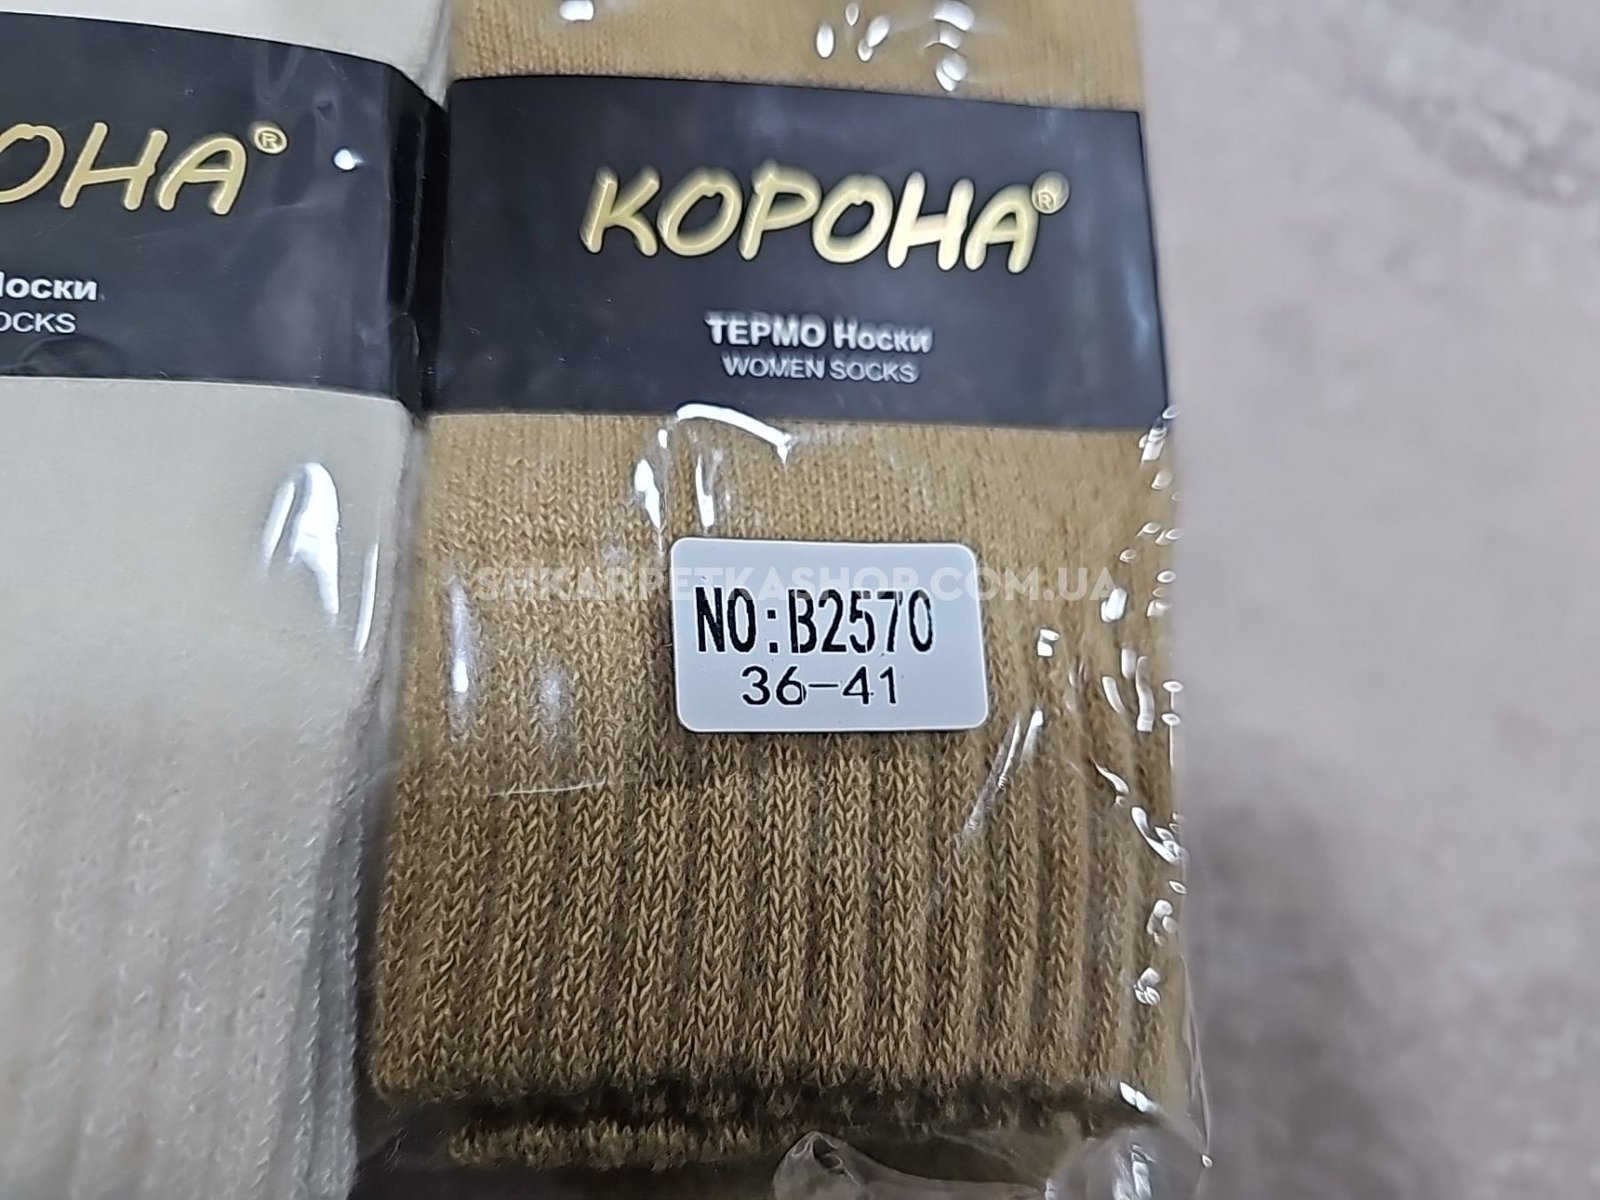 ОНА®
Носки
OCKS
КОРОНА®
ТЕРМО Носки
WOMEN SOCKS
SHKARPETKASHOP.COM.UA
NO:B2570
36-41